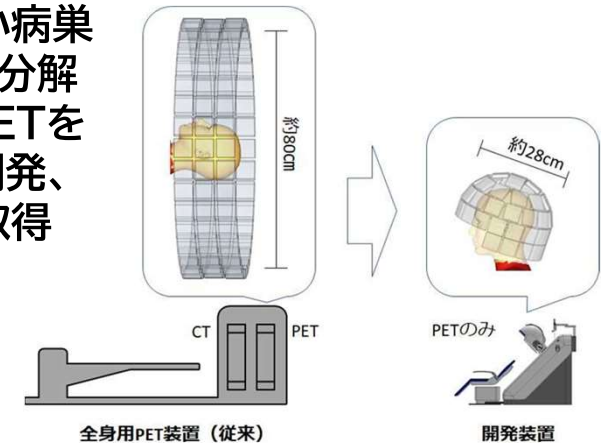 病巣
分解
PETを
開発、
取得
約80cm
約28cm
CT
PET
PETのみ
全身用PET装置（従来）
開発装置